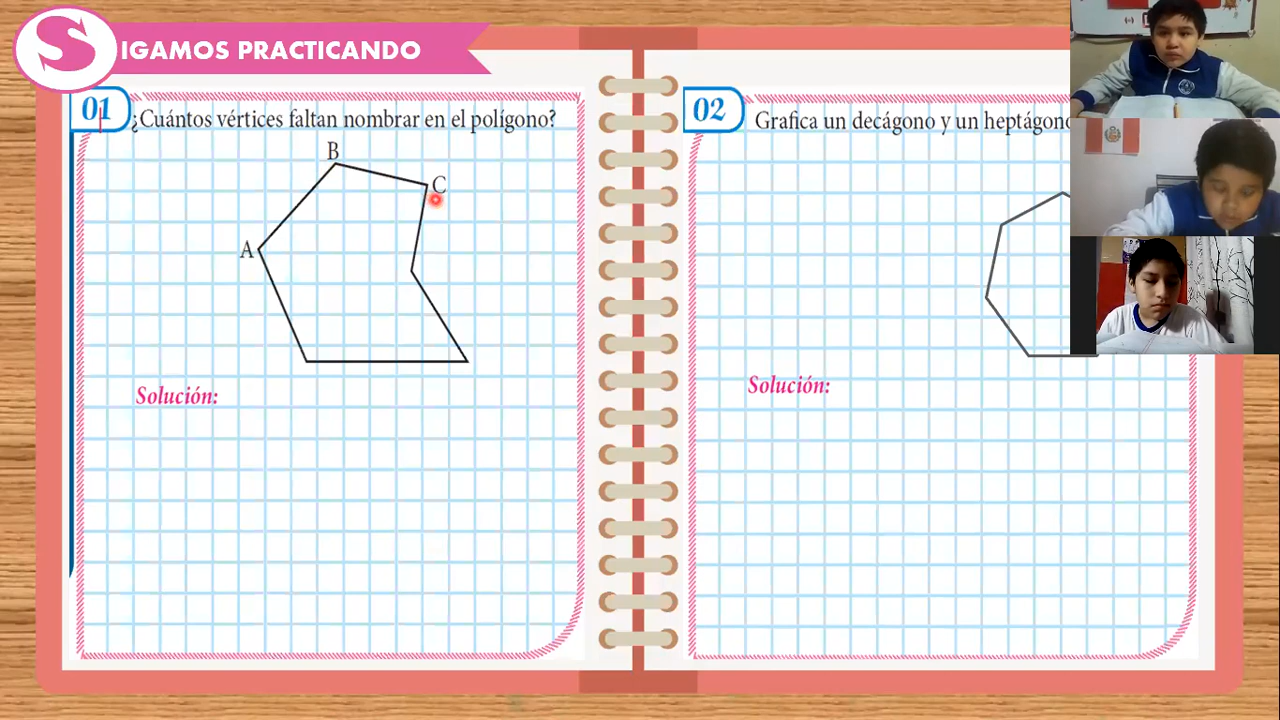 SIGAMOS PRACTICANDO
01 ¿Cuántos vértices faltan nombrar en el polígono?
B
C
A
Solución:
02 Grafica un decágono y un heptágono
Solución: